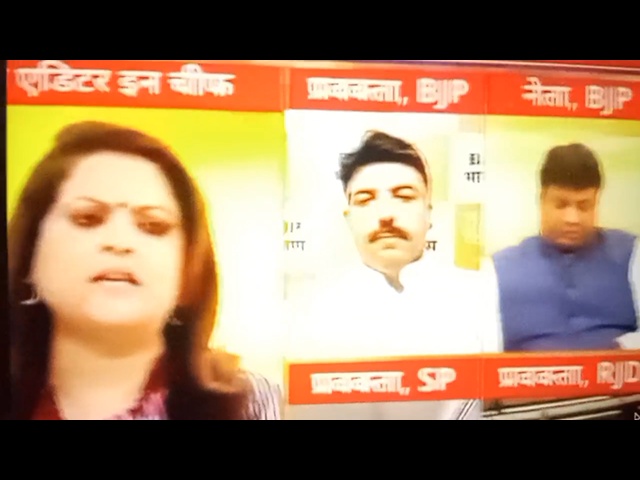 एडिटर इन चीफ
प्रवक्ता, BJP
नेता, BJP
प्रवक्ता, SP
प्रवक्ता, RJD